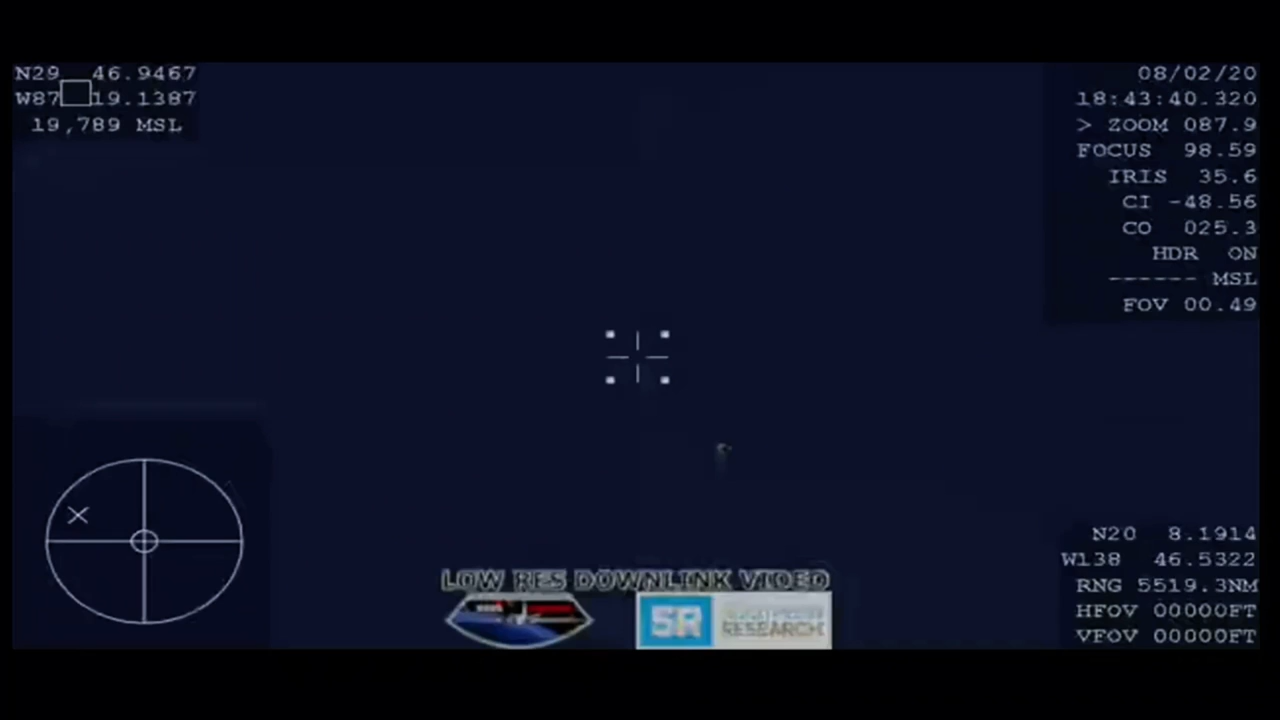 N29 46.9467
W87 19.1387
19,789 MSL
08/02/20
18:43:40.320
> ZOOM 087.9
FOCUS 98.59
IRIS 35.6
CI -48.56
CO 025.3
HDR ON
------ MSL
FOV 00.49
N20 8.1914
W138 46.5322
RNG 5519.3NM
HFOV 00000FT
VFOV 00000FT
LOW RES DOWNLINK VIDEO
SR
RESEARCH